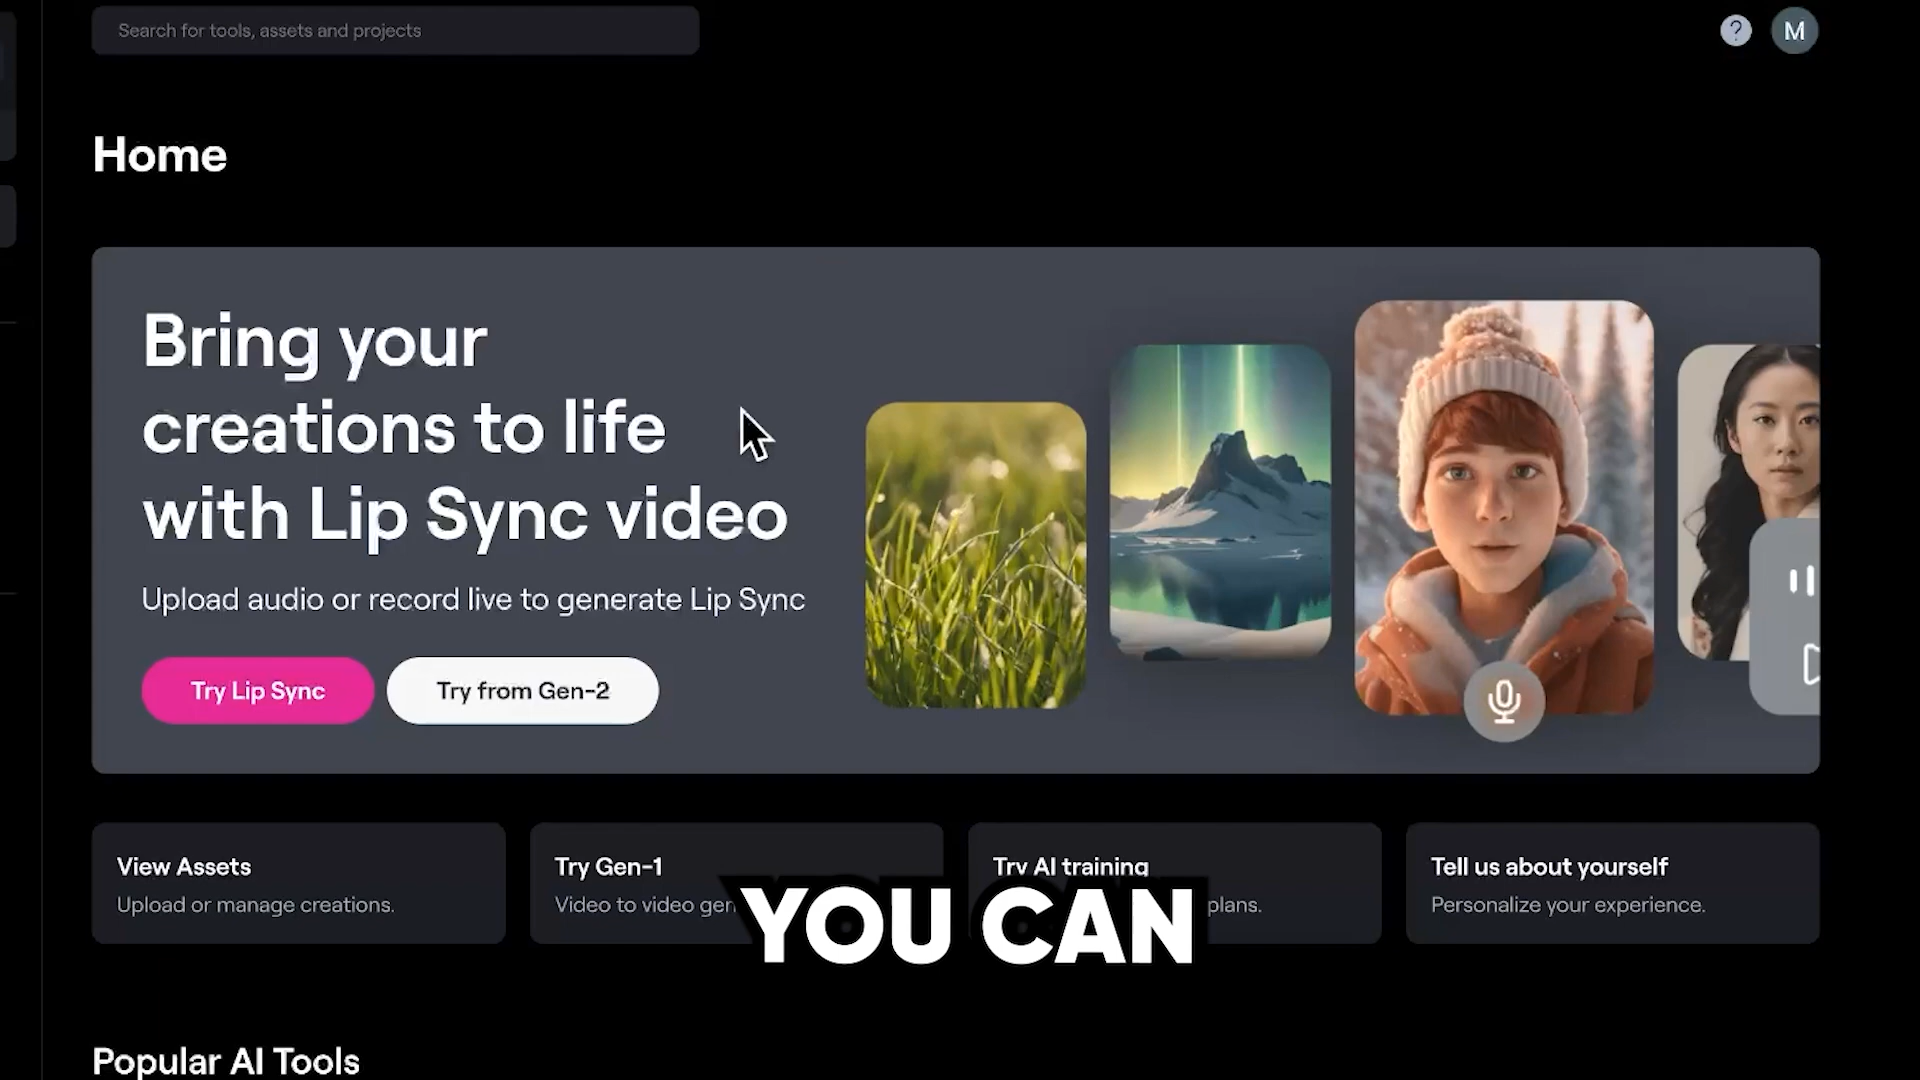 Search for tools, assets and projects
? M
Home
Bring your
creations to life
with Lip Sync video
Upload audio or record live to generate Lip Sync
Try Lip Sync Try from Gen-2
View Assets Try Gen-1 Try AI training Tell us about yourself
Upload or manage creations. Video to video plans. Personalize your experience.
YOU CAN
Popular AI Tools